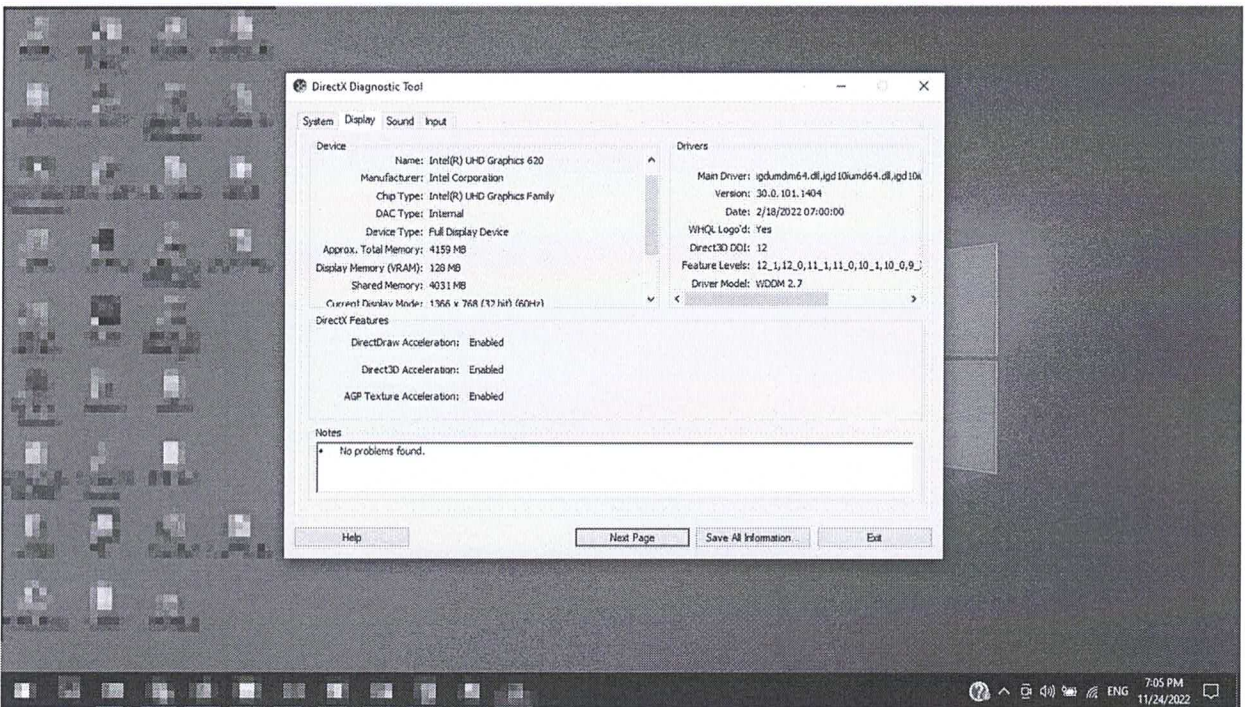 DirectX Diagnostic Tool
System Display Sound Input
Device
Name: Intel(R) UHD Graphics 620
Manufacturer: Intel Corporation
Chip Type: Intel(R) UHD Graphics Family
DAC Type: Internal
Device Type: Full Display Device
Approx. Total Memory: 4159 MB
Display Memory (VRAM): 128 MB
Shared Memory: 4031 MB
Current Display Mode: 1366 x 768 (32 bit) (60Hz)
Drivers
Main Driver: igdumdim64.dll,igd10iumd64.dll,igd10iu
Version: 30.0.101.1404
Date: 2/18/2022 07:00:00
WHQL Logo'd: Yes
Direct3D DDI: 12
Feature Levels: 12_1,12_0,11_1,11_0,10_1,10_0,9_
Driver Model: WDDM 2.7
DirectX Features
DirectDraw Acceleration: Enabled
Direct3D Acceleration: Enabled
AGP Texture Acceleration: Enabled
Notes
• No problems found.
Help Next Page Save All Information... Exit
ENG 7:05 PM
11/24/2022